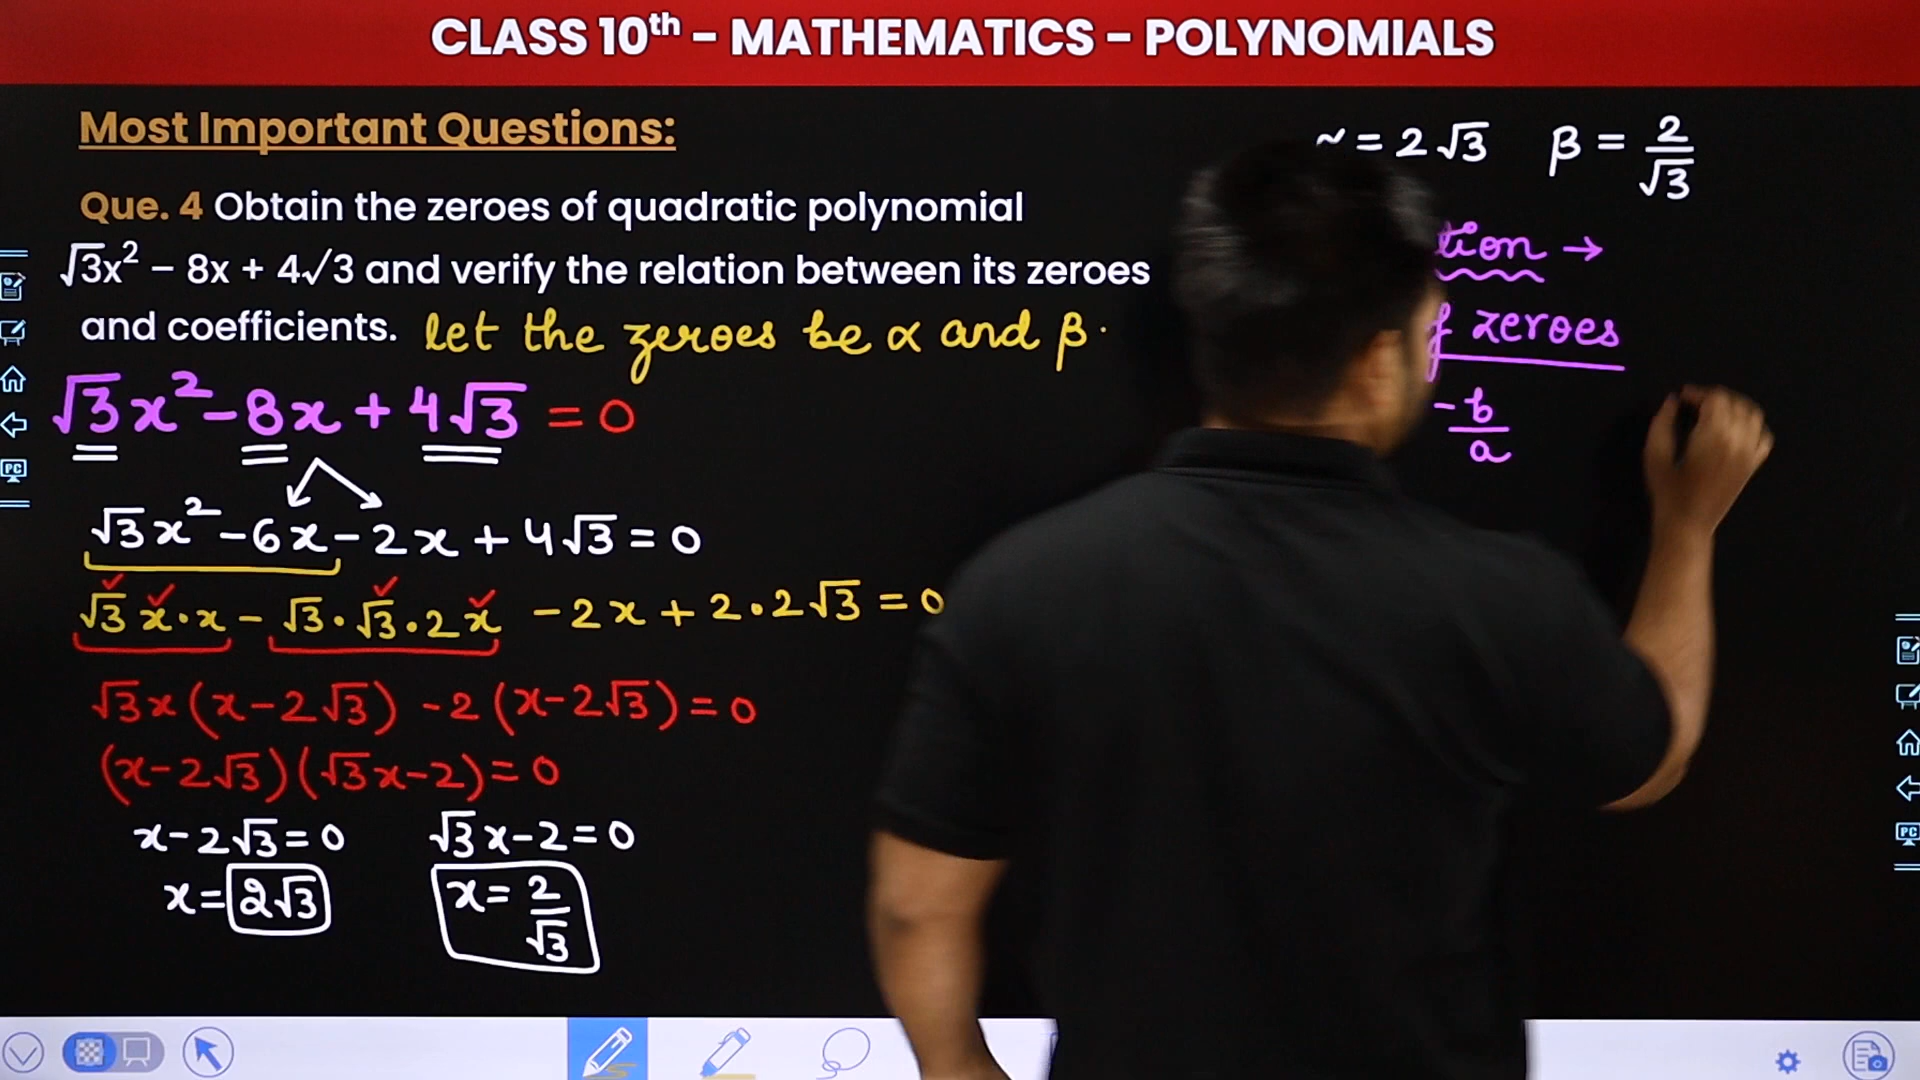 CLASS 10th - MATHEMATICS - POLYNOMIALS
Most Important Questions:
Que. 4 Obtain the zeroes of quadratic polynomial
√3x² – 8x + 4√3 and verify the relation between its zeroes
and coefficients. let the zeroes be α and β.
√3x² - 8x + 4√3 = 0
√3x² - 6x - 2x + 4√3 = 0
√3x·x - √3·√3·2x - 2x + 2·2√3 = 0
√3x(x-2√3) -2(x-2√3) = 0
(x-2√3)(√3x-2) = 0
x-2√3=0 √3x-2=0
x=2√3 x=2/√3
= 2√3 β = 2/√3
tion →
f zeroes
-b/a
PC
PC